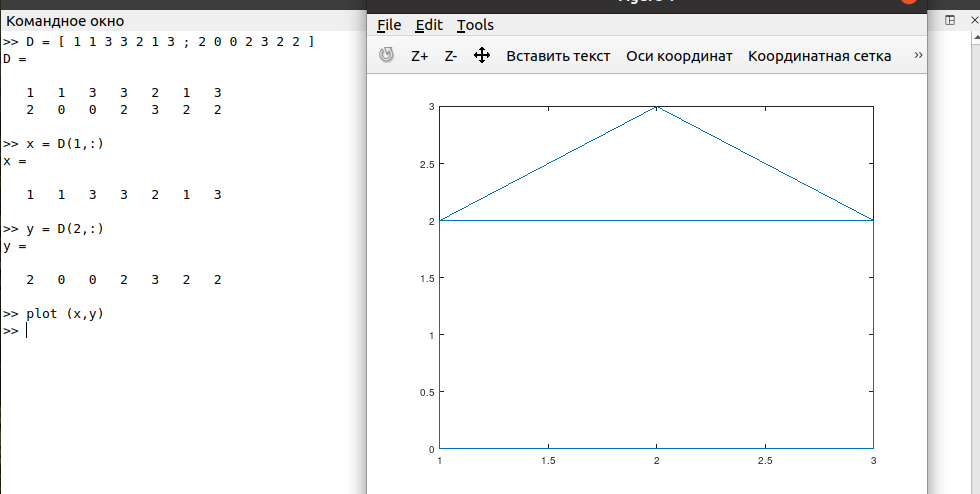 Командное окно
>> D = [ 1 1 3 3 2 1 3 ; 2 0 0 2 3 2 2 ]
D =
1 1 3 3 2 1 3
2 0 0 2 3 2 2
>> x = D(1,:)
x =
1 1 3 3 2 1 3
>> y = D(2,:)
y =
2 0 0 2 3 2 2
>> plot (x,y)
>>
File Edit Tools
Z+ Z- Вставить текст Оси координат Координатная сетка »
3
2.5
2
1.5
1
0.5
0
1 1.5 2 2.5 3